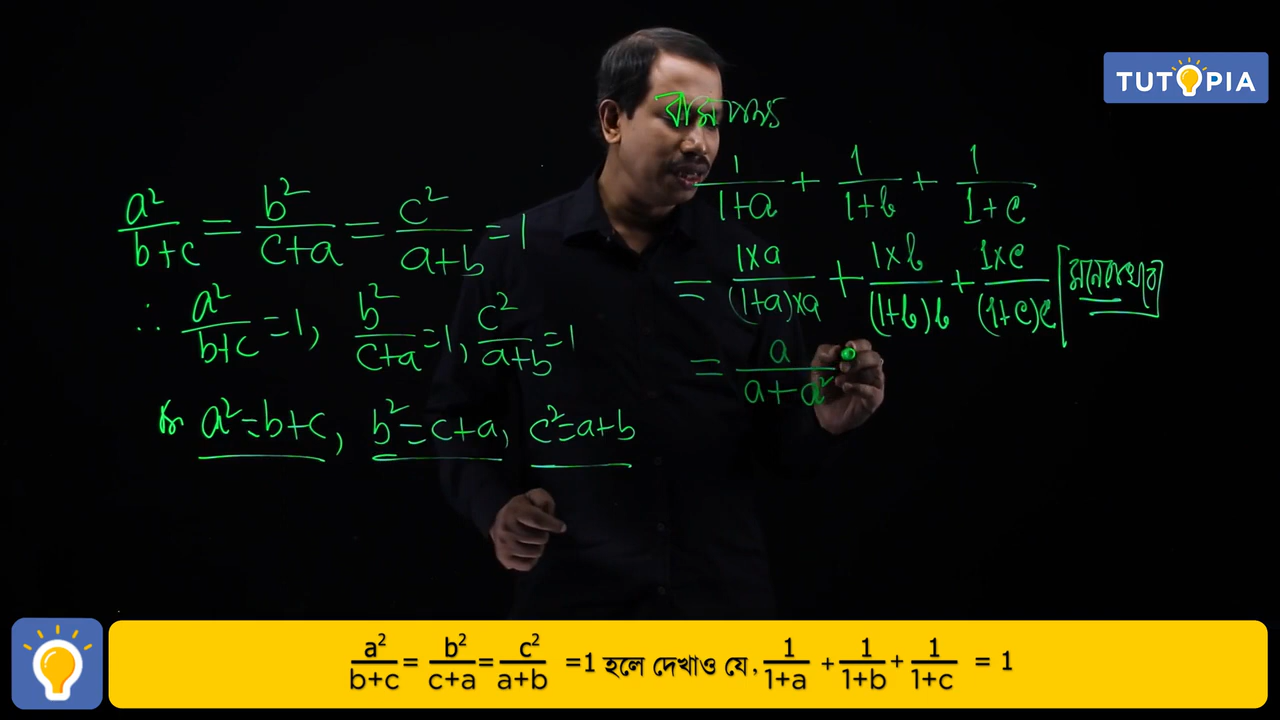 TUTOPIA
বামপক্ষ
a²/b+c = b²/c+a = c²/a+b = 1
∴ a²/b+c = 1, b²/c+a = 1, c²/a+b = 1
বা a² = b+c, b² = c+a, c² = a+b
1/1+a + 1/1+b + 1/1+c
= 1×a/(1+a)×a + 1×b/(1+b)b + 1×c/(1+c)c [মনে রাখবে]
= a/a+a²
a²/b+c = b²/c+a = c²/a+b =1 হলে দেখাও যে, 1/1+a + 1/1+b + 1/1+c = 1